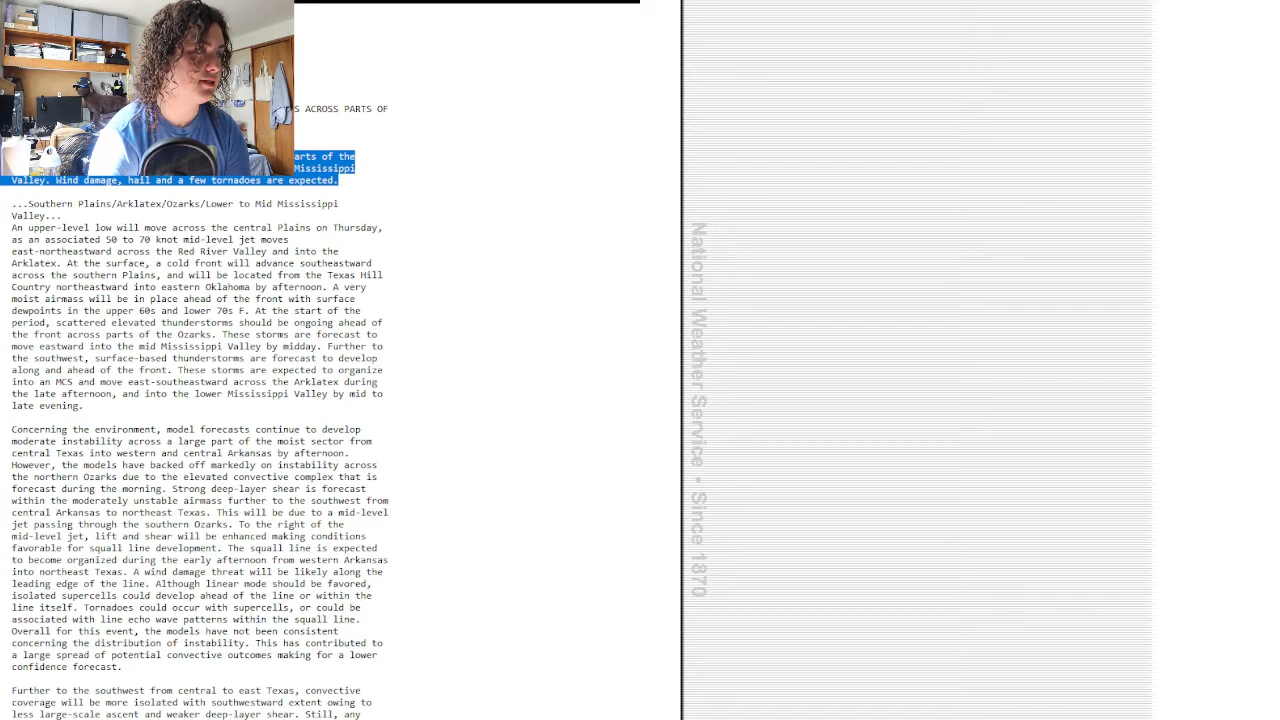 S ACROSS PARTS OF
arts of the
Mississippi
Valley. Wind damage, hail and a few tornadoes are expected.
...Southern Plains/Arklatex/Ozarks/Lower to Mid Mississippi
Valley...
An upper-level low will move across the central Plains on Thursday,
as an associated 50 to 70 knot mid-level jet moves
east-northeastward across the Red River Valley and into the
Arklatex. At the surface, a cold front will advance southeastward
across the southern Plains, and will be located from the Texas Hill
Country northeastward into eastern Oklahoma by afternoon. A very
moist airmass will be in place ahead of the front with surface
dewpoints in the upper 60s and lower 70s F. At the start of the
period, scattered elevated thunderstorms should be ongoing ahead of
the front across parts of the Ozarks. These storms are forecast to
move eastward into the mid Mississippi Valley by midday. Further to
the southwest, surface-based thunderstorms are forecast to develop
along and ahead of the front. These storms are expected to organize
into an MCS and move east-southeastward across the Arklatex during
the late afternoon, and into the lower Mississippi Valley by mid to
late evening.
Concerning the environment, model forecasts continue to develop
moderate instability across a large part of the moist sector from
central Texas into western and central Arkansas by afternoon.
However, the models have backed off markedly on instability across
the northern Ozarks due to the elevated convective complex that is
forecast during the morning. Strong deep-layer shear is forecast
within the moderately unstable airmass further to the southwest from
central Arkansas to northeast Texas. This will be due to a mid-level
jet passing through the southern Ozarks. To the right of the
mid-level jet, lift and shear will be enhanced making conditions
favorable for squall line development. The squall line is expected
to become organized during the early afternoon from western Arkansas
into northeast Texas. A wind damage threat will be likely along the
leading edge of the line. Although linear mode should be favored,
isolated supercells could develop ahead of the line or within the
line itself. Tornadoes could occur with supercells, or could be
associated with line echo wave patterns within the squall line.
Overall for this event, the models have not been consistent
concerning the distribution of instability. This has contributed to
a large spread of potential convective outcomes making for a lower
confidence forecast.
Further to the southwest from central to east Texas, convective
coverage will be more isolated with southwestward extent owing to
less large-scale ascent and weaker deep-layer shear. Still, any
National Weather Service • Since 1870